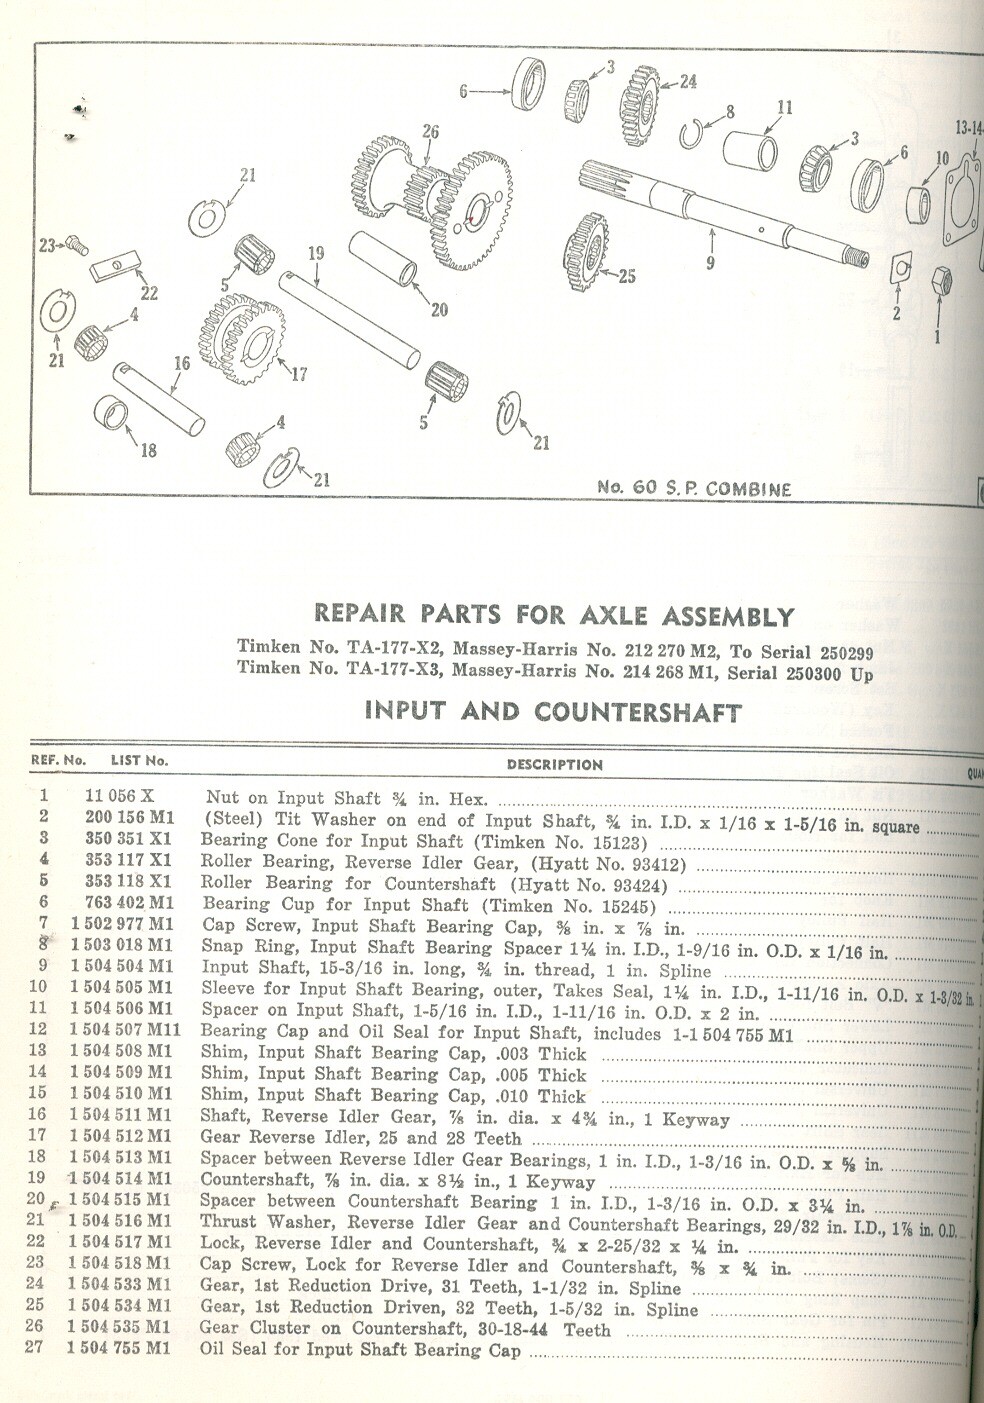 6
3
24
8
11
3
6
10
13-14-
26
21
23
5
19
22
4
21
16
17
20
9
25
2
1
18
4
21
5
21
No. 60 S.P. COMBINE
REPAIR PARTS FOR AXLE ASSEMBLY
Timken No. TA-177-X2, Massey-Harris No. 212 270 M2, To Serial 250299
Timken No. TA-177-X3, Massey-Harris No. 214 268 M1, Serial 250300 Up
INPUT AND COUNTERSHAFT
REF. No. LIST No. DESCRIPTION QUA
1 11 056 X Nut on Input Shaft ¾ in. Hex.
2 200 156 M1 (Steel) Tit Washer on end of Input Shaft, ¾ in. I.D. x 1/16 x 1-5/16 in. square
3 350 351 X1 Bearing Cone for Input Shaft (Timken No. 15123)
4 353 117 X1 Roller Bearing, Reverse Idler Gear, (Hyatt No. 93412)
5 353 118 X1 Roller Bearing for Countershaft (Hyatt No. 93424)
6 763 402 M1 Bearing Cup for Input Shaft (Timken No. 15245)
7 1 502 977 M1 Cap Screw, Input Shaft Bearing Cap, ⅜ in. x ⅞ in.
8 1 503 018 M1 Snap Ring, Input Shaft Bearing Spacer 1¼ in. I.D., 1-9/16 in. O.D. x 1/16 in.
9 1 504 504 M1 Input Shaft, 15-3/16 in. long, ¾ in. thread, 1 in. Spline
10 1 504 505 M1 Sleeve for Input Shaft Bearing, outer, Takes Seal, 1¼ in. I.D., 1-11/16 in. O.D. x 1-3/32 in.
11 1 504 506 M1 Spacer on Input Shaft, 1-5/16 in. I.D., 1-11/16 in. O.D. x 2 in.
12 1 504 507 M11 Bearing Cap and Oil Seal for Input Shaft, includes 1-1 504 755 M1
13 1 504 508 M1 Shim, Input Shaft Bearing Cap, .003 Thick
14 1 504 509 M1 Shim, Input Shaft Bearing Cap, .005 Thick
15 1 504 510 M1 Shim, Input Shaft Bearing Cap, .010 Thick
16 1 504 511 M1 Shaft, Reverse Idler Gear, ⅞ in. dia. x 4¾ in., 1 Keyway
17 1 504 512 M1 Gear Reverse Idler, 25 and 28 Teeth
18 1 504 513 M1 Spacer between Reverse Idler Gear Bearings, 1 in. I.D., 1-3/16 in. O.D. x ⅝ in.
19 1 504 514 M1 Countershaft, ⅞ in. dia. x 8½ in., 1 Keyway
20 1 504 515 M1 Spacer between Countershaft Bearing 1 in. I.D., 1-3/16 in. O.D. x 3¼ in.
21 1 504 516 M1 Thrust Washer, Reverse Idler Gear and Countershaft Bearings, 29/32 in. I.D., 1⅞ in. O.D.
22 1 504 517 M1 Lock, Reverse Idler and Countershaft, ¾ x 2-25/32 x ¼ in.
23 1 504 518 M1 Cap Screw, Lock for Reverse Idler and Countershaft, ⅜ x ¾ in.
24 1 504 533 M1 Gear, 1st Reduction Drive, 31 Teeth, 1-1/32 in. Spline
25 1 504 534 M1 Gear, 1st Reduction Driven, 32 Teeth, 1-5/32 in. Spline
26 1 504 535 M1 Gear Cluster on Countershaft, 30-18-44 Teeth
27 1 504 755 M1 Oil Seal for Input Shaft Bearing Cap